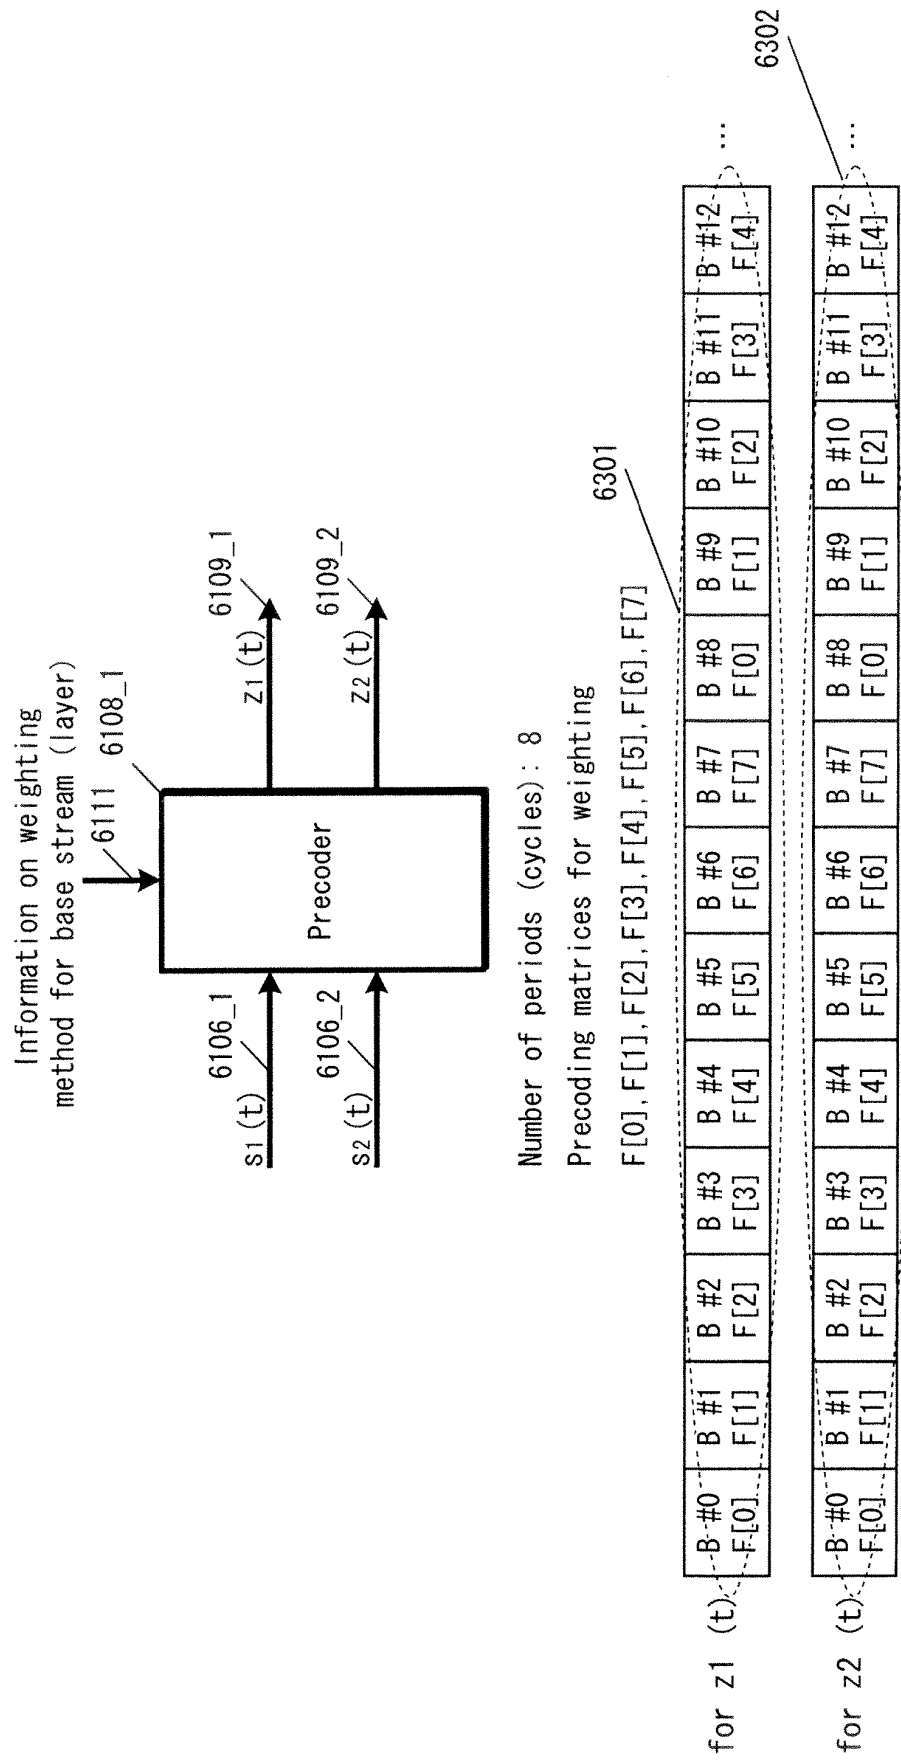 Information on weighting
method for base stream (layer)
6111
6108_1
s1(t)
6106_1
Precoder
z1(t)
6109_1
s2(t)
6106_2
z2(t)
6109_2
Number of periods (cycles): 8
Precoding matrices for weighting
F[0], F[1], F[2], F[3], F[4], F[5], F[6], F[7]
6301
for z1 (t)
B #0 B #1 B #2 B #3 B #4 B #5 B #6 B #7 B #8 B #9 B #10 B #11 B #12 ...
F[0] F[1] F[2] F[3] F[4] F[5] F[6] F[7] F[0] F[1] F[2] F[3] F[4]
6302
for z2 (t)
B #0 B #1 B #2 B #3 B #4 B #5 B #6 B #7 B #8 B #9 B #10 B #11 B #12 ...
F[0] F[1] F[2] F[3] F[4] F[5] F[6] F[7] F[0] F[1] F[2] F[3] F[4]